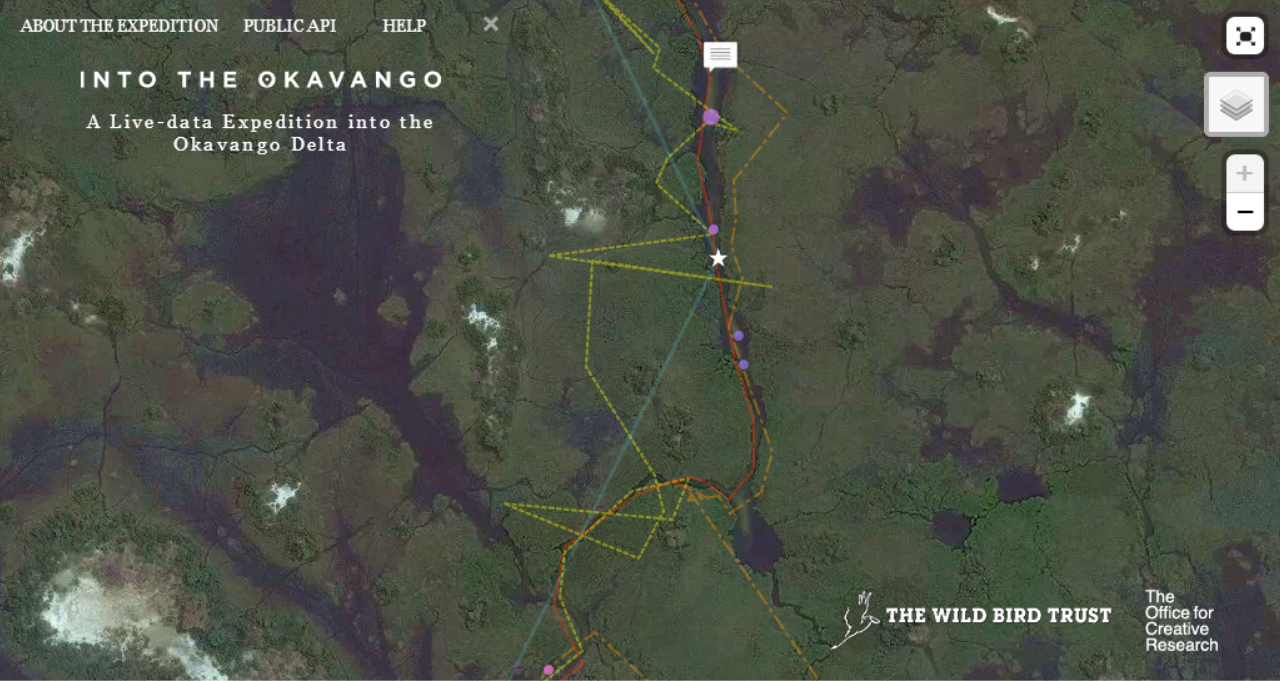 ABOUT THE EXPEDITION PUBLIC API HELP
INTO THE OKAVANGO
A Live-data Expedition into the
Okavango Delta
THE WILD BIRD TRUST
The
Office for
Creative
Research